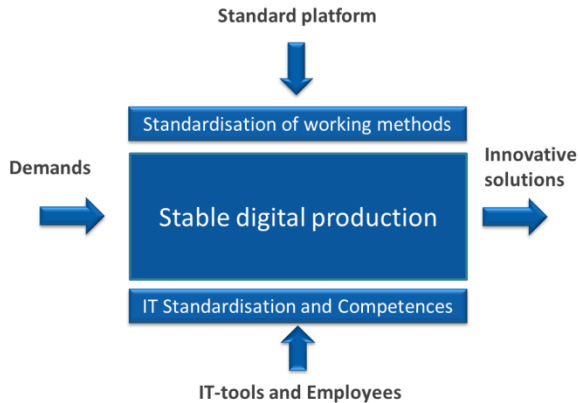 Standard platform
Standardisation of working methods
Demands
Innovative
solutions
Stable digital production
IT Standardisation and Competences
IT-tools and Employees